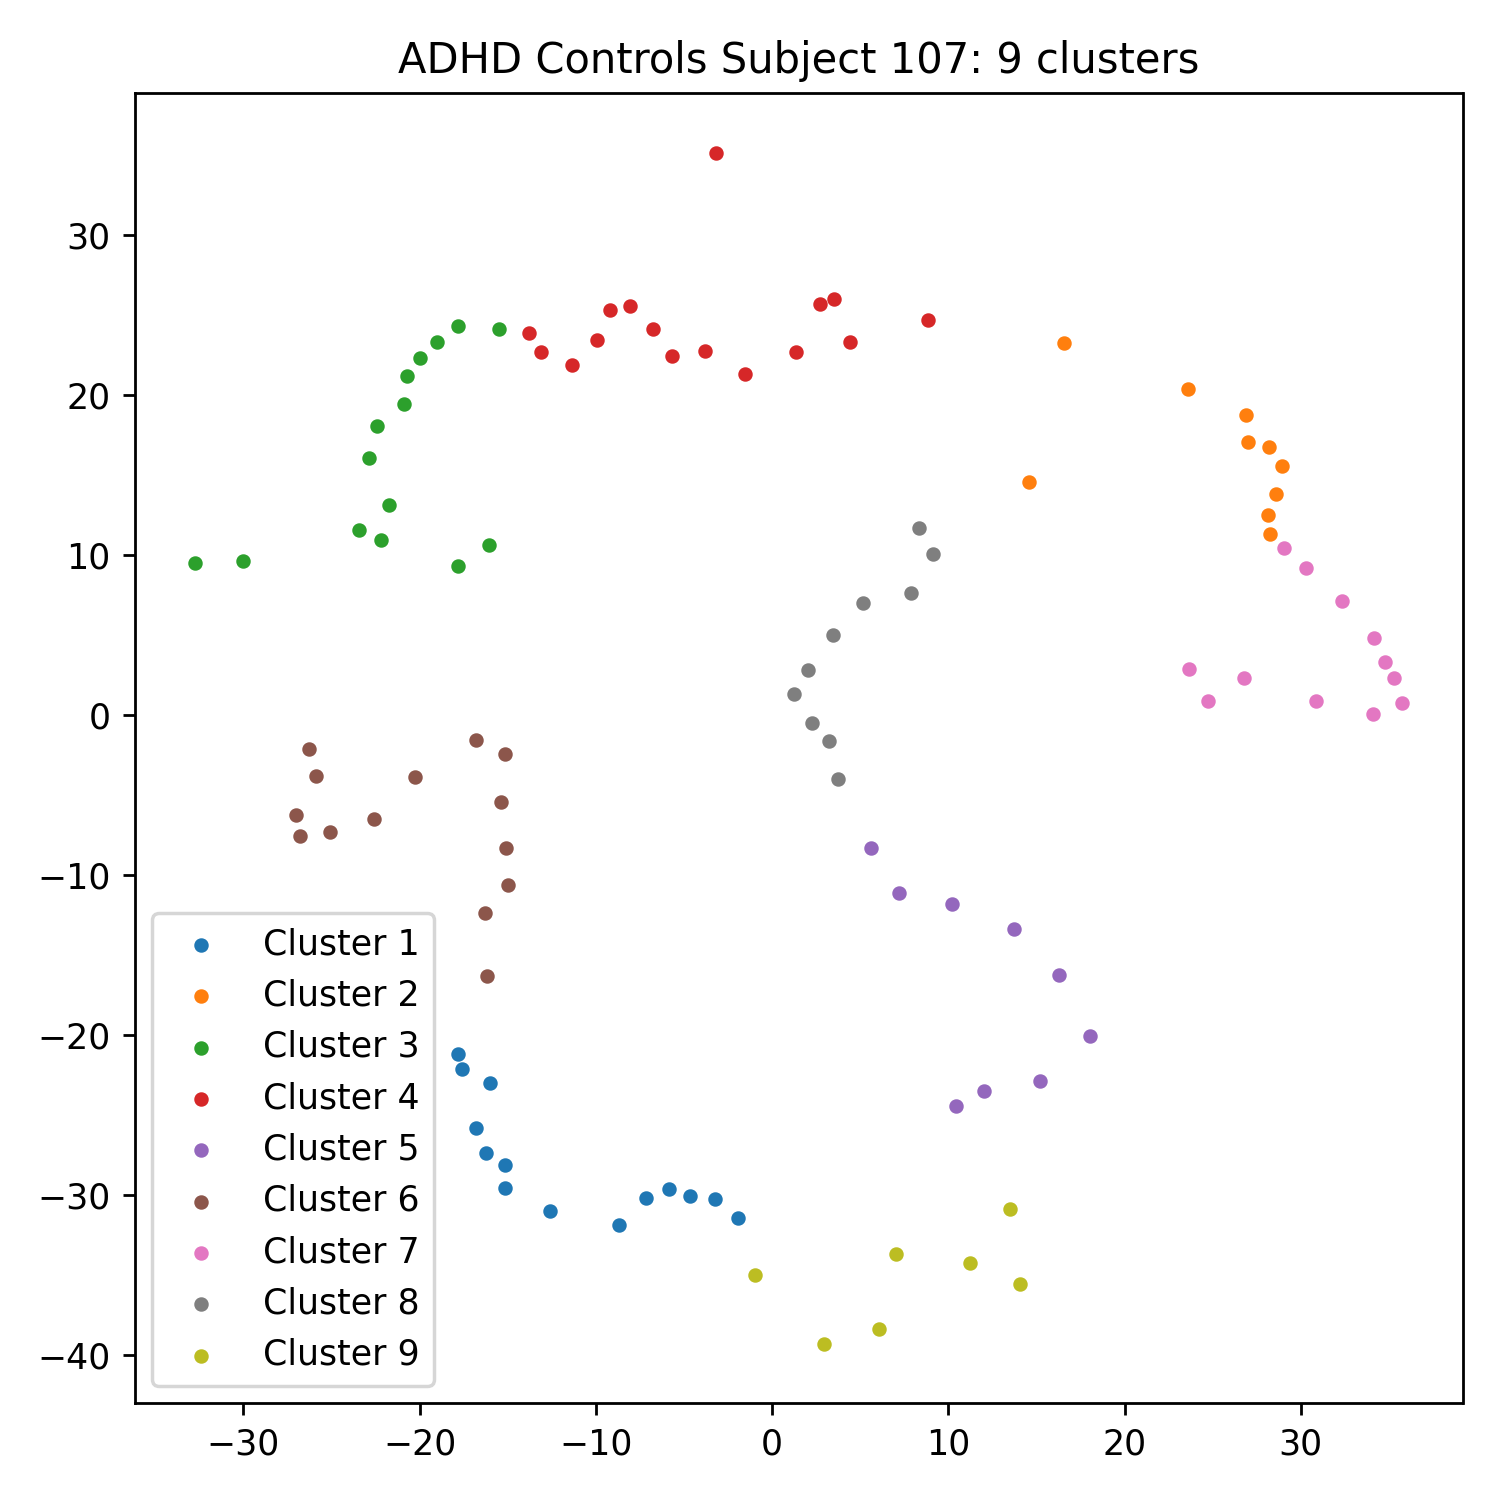 ADHD Controls Subject 107: 9 clusters
30
20
10
0
−10
−20
−30
−40
Cluster 1
Cluster 2
Cluster 3
Cluster 4
Cluster 5
Cluster 6
Cluster 7
Cluster 8
Cluster 9
−30 −20 −10 0 10 20 30